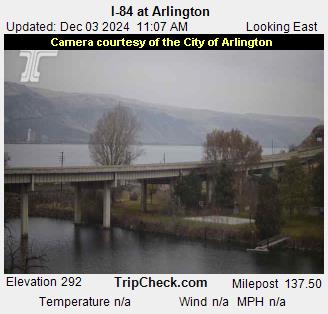 I-84 at Arlington
Updated: Dec 03 2024 11:07 AM Looking East
Camera courtesy of the City of Arlington
Elevation 292 TripCheck.com Milepost 137.50
Temperature n/a Wind n/a MPH n/a